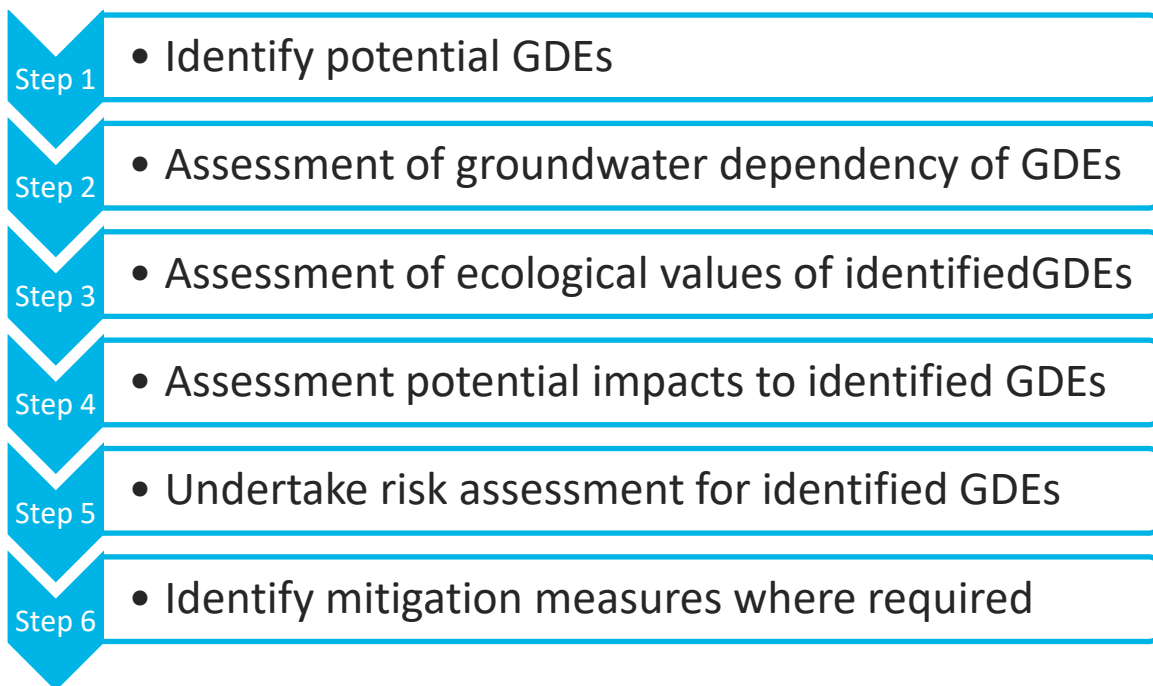 Step 1
• Identify potential GDEs
Step 2
• Assessment of groundwater dependency of GDEs
Step 3
• Assessment of ecological values of identifiedGDEs
Step 4
• Assessment potential impacts to identified GDEs
Step 5
• Undertake risk assessment for identified GDEs
Step 6
• Identify mitigation measures where required